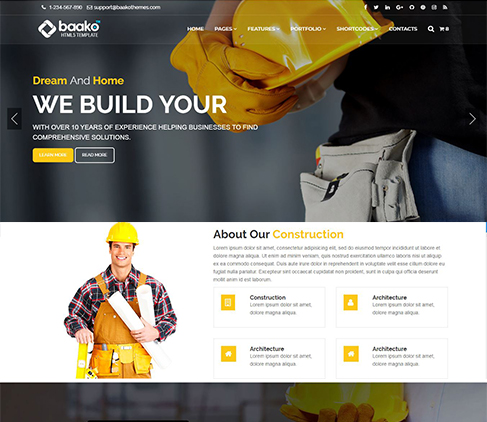 1-234-567-890 support@baakothemes.com
baako
HTML5 TEMPLATE
HOME PAGES FEATURES PORTFOLIO SHORTCODES CONTACTS 0
Dream And Home
WE BUILD YOUR
WITH OVER 10 YEARS OF EXPERIENCE HELPING BUSINESSES TO FIND
COMPREHENSIVE SOLUTIONS.
LEARN MORE READ MORE
About Our Construction
Lorem ipsum dolor sit amet, consectetur adipisicing elit, sed do eiusmod tempor incididunt ut labore et dolore
magna aliqua. Ut enim ad minim veniam, quis nostrud exercitation ullamco laboris nisi ut aliquip ex ea
commodo consequat. Duis aute irure dolor in reprehenderit in voluptate velit esse cillum dolore eu
fugiat nulla pariatur. Excepteur sint occaecat cupidatat non proident, sunt in culpa qui officia deserunt
mollit anim id est laborum.
Construction
Lorem ipsum dolor sit amet,
dolore magna aliqua.
Architecture
Lorem ipsum dolor sit amet,
dolore magna aliqua.
Architecture
Lorem ipsum dolor sit amet,
dolore magna aliqua.
Architecture
Lorem ipsum dolor sit amet,
dolore magna aliqua.